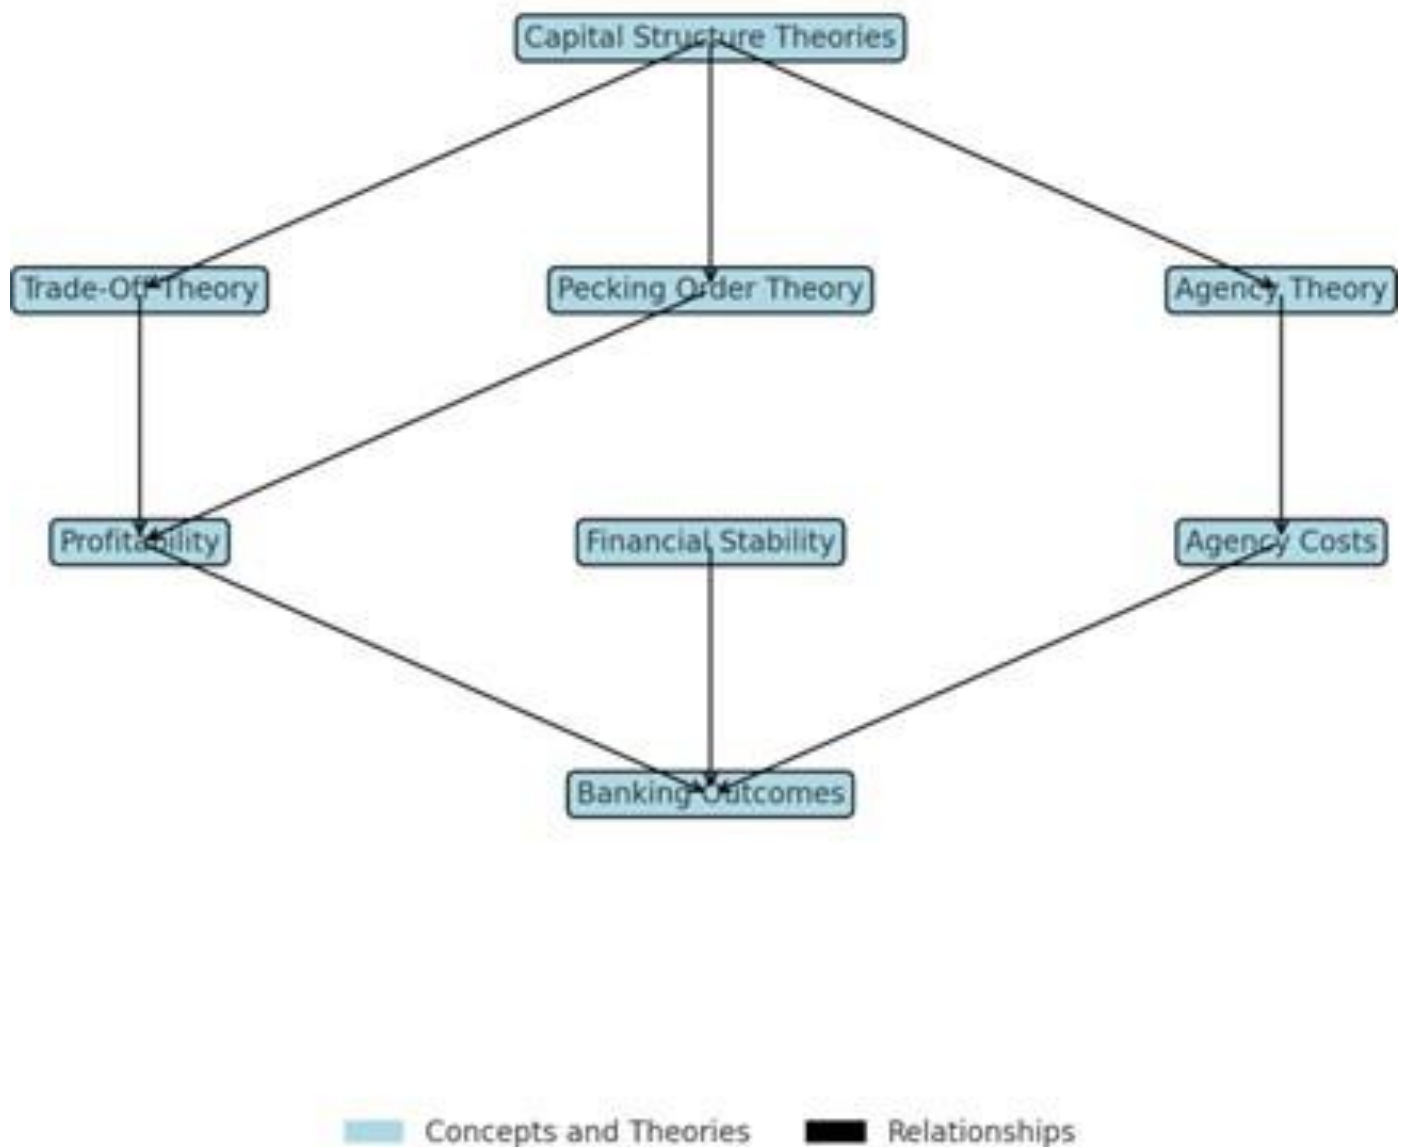 Capital Structure Theories
Trade-Off Theory
Pecking Order Theory
Agency Theory
Profitability
Financial Stability
Agency Costs
Banking Outcomes
Concepts and Theories
Relationships